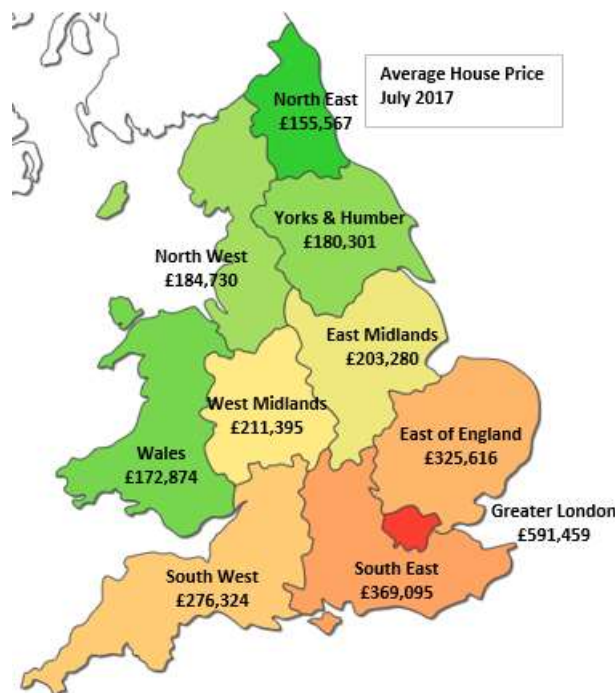 Average House Price
July 2017
North East
£155,567
Yorks & Humber
£180,301
North West
£184,730
East Midlands
£203,280
West Midlands
£211,395
East of England
£325,616
Wales
£172,874
Greater London
£591,459
South West
£276,324
South East
£369,095